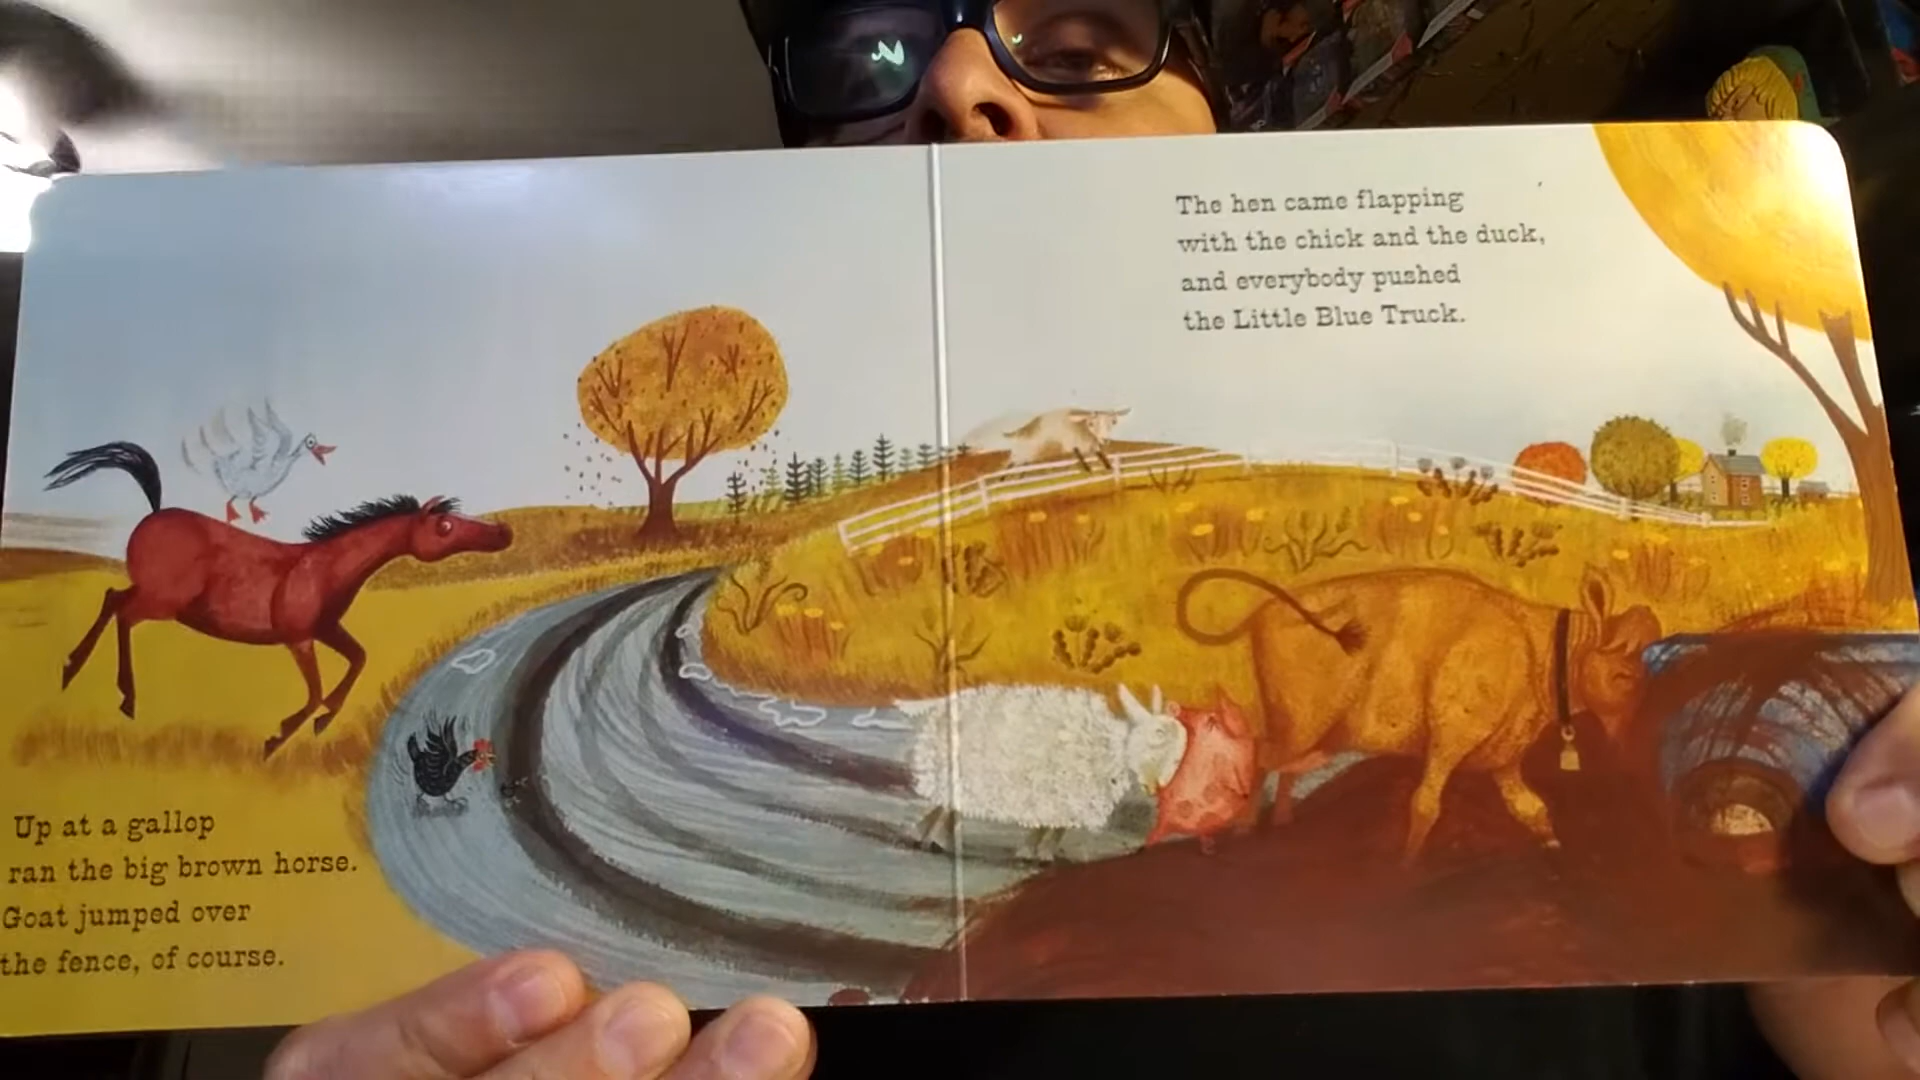 Up at a gallop
ran the big brown horse.
Goat jumped over
the fence, of course.
The hen came flapping
with the chick and the duck,
and everybody pushed
the Little Blue Truck.